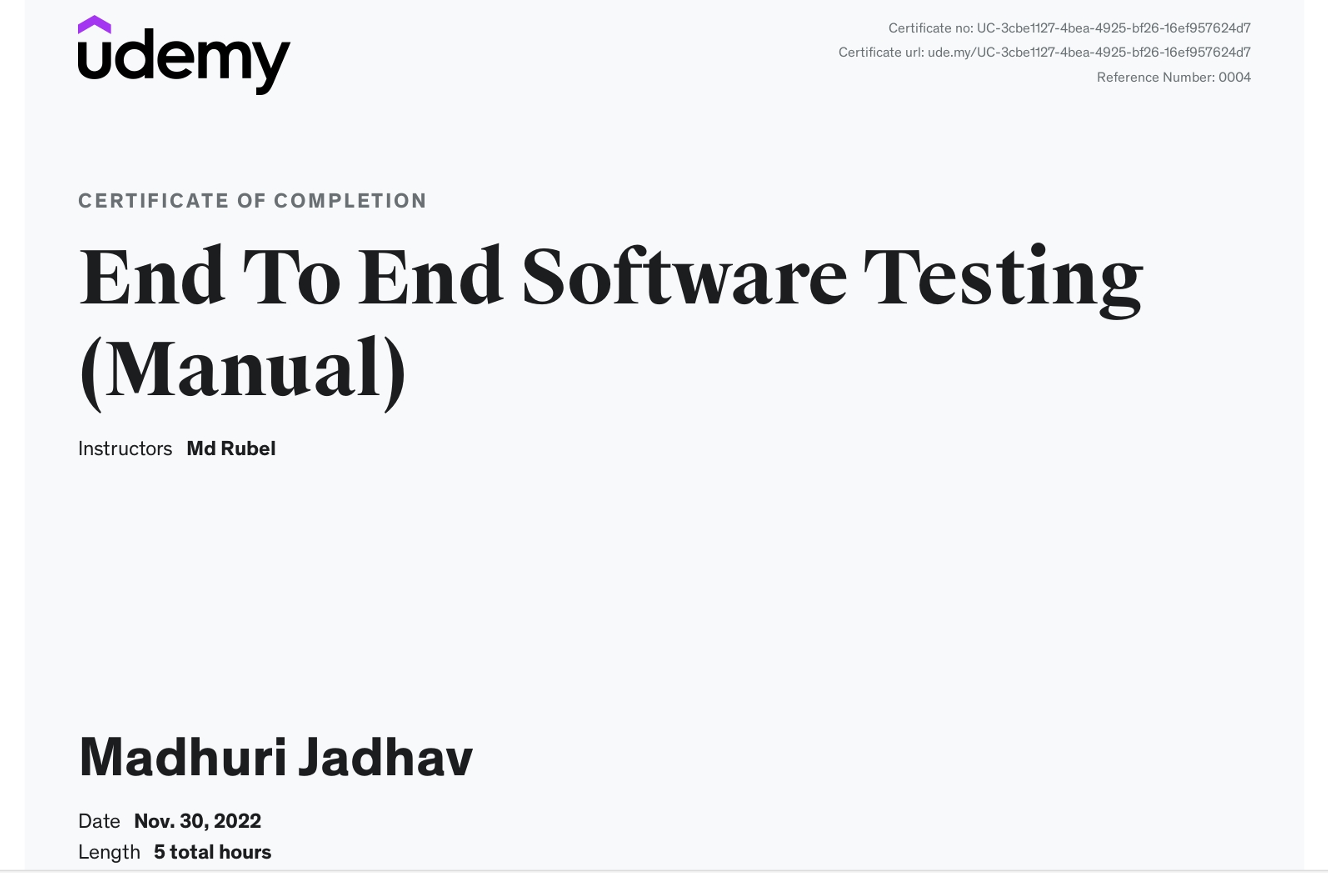 udemy
Certificate no: UC-3cbe1127-4bea-4925-bf26-16ef957624d7
Certificate url: ude.my/UC-3cbe1127-4bea-4925-bf26-16ef957624d7
Reference Number: 0004
CERTIFICATE OF COMPLETION
End To End Software Testing
(Manual)
Instructors Md Rubel
Madhuri Jadhav
Date Nov. 30, 2022
Length 5 total hours